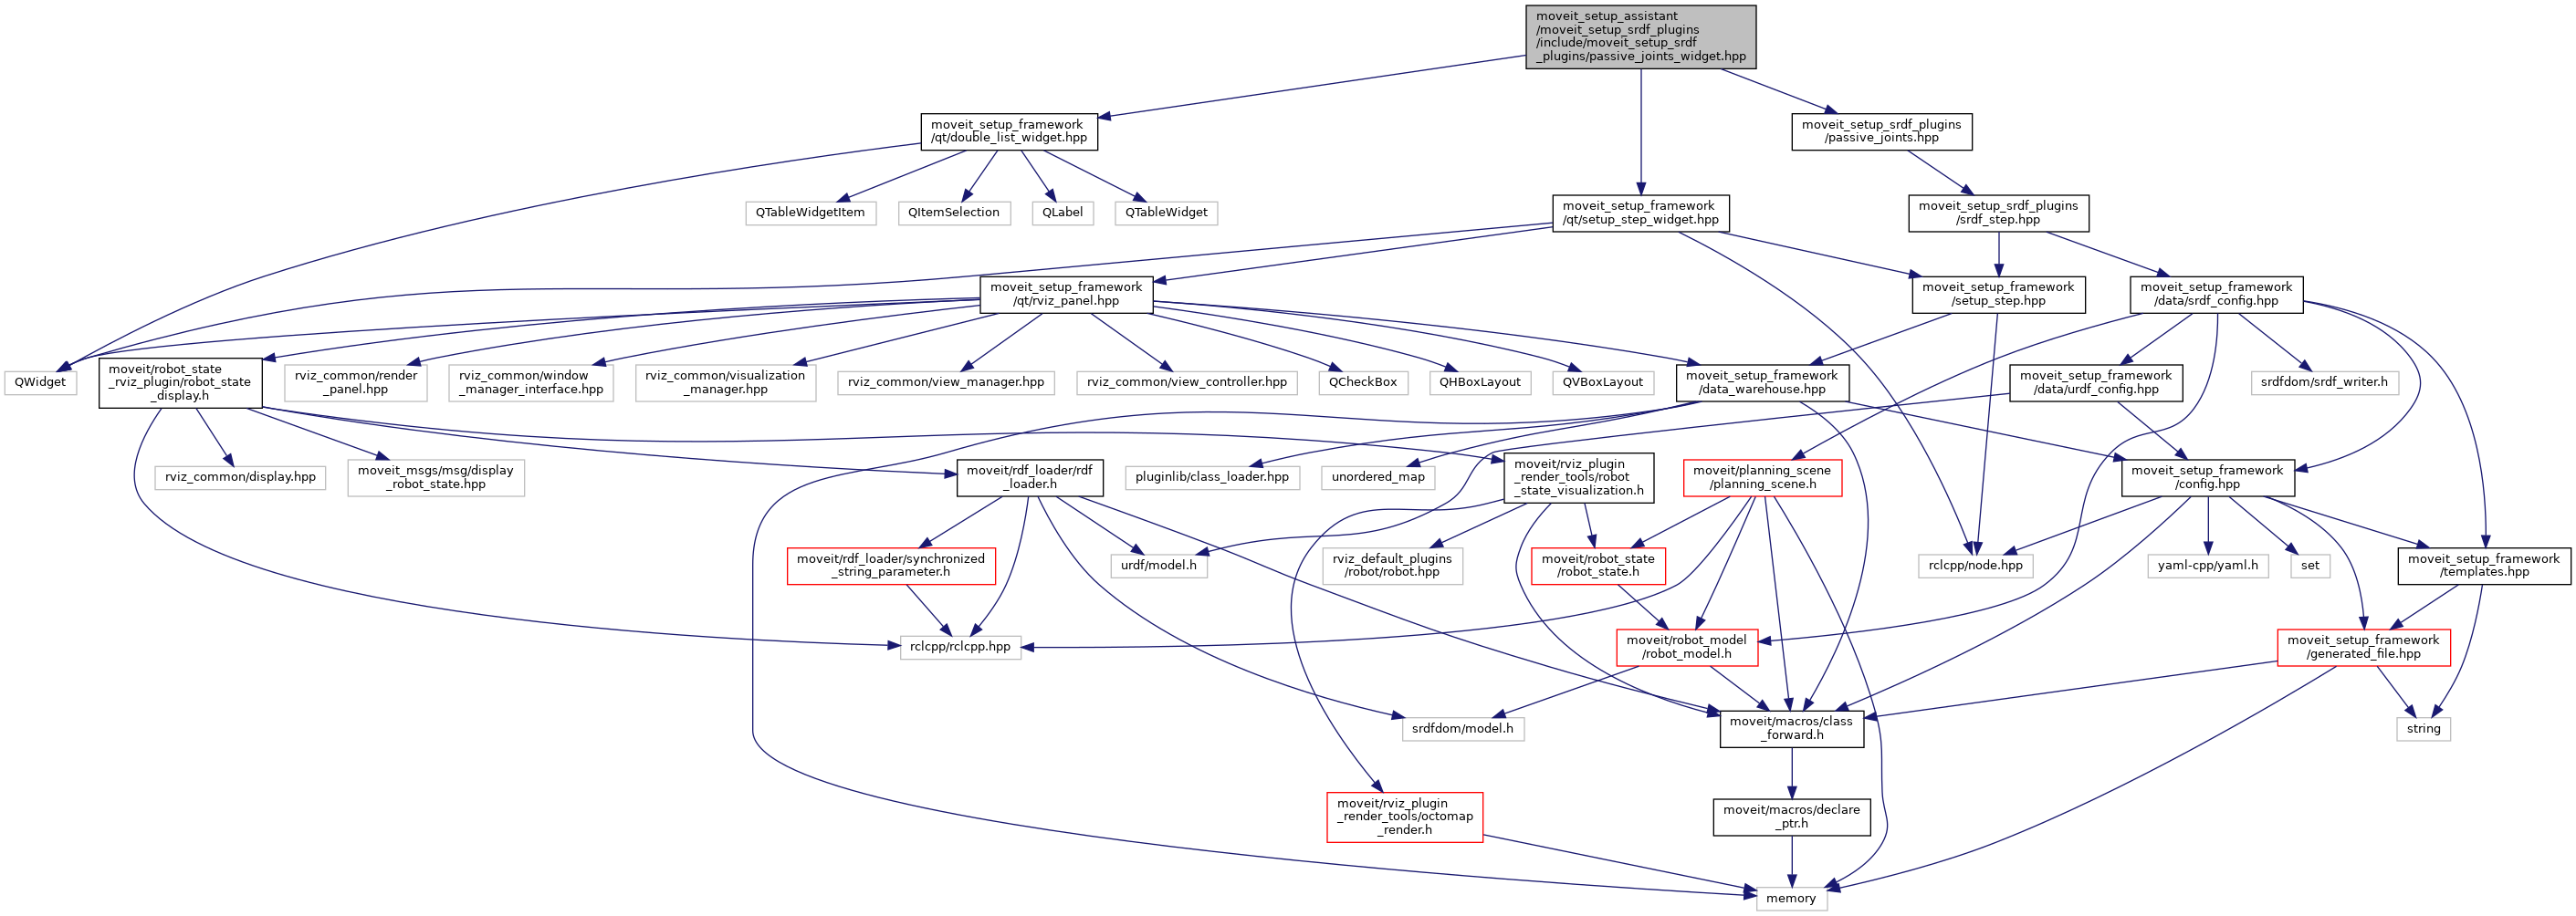 moveit_setup_assistant
/moveit_setup_srdf_plugins
/include/moveit_setup_srdf
_plugins/passive_joints_widget.hpp
moveit_setup_framework
/qt/double_list_widget.hpp
moveit_setup_srdf_plugins
/passive_joints.hpp
QTableWidgetItem
QItemSelection
QLabel
QTableWidget
moveit_setup_framework
/qt/setup_step_widget.hpp
moveit_setup_srdf_plugins
/srdf_step.hpp
moveit_setup_framework
/qt/rviz_panel.hpp
moveit_setup_framework
/setup_step.hpp
moveit_setup_framework
/data/srdf_config.hpp
QWidget
moveit/robot_state
_rviz_plugin/robot_state
_display.h
rviz_common/render
_panel.hpp
rviz_common/window
_manager_interface.hpp
rviz_common/visualization
_manager.hpp
rviz_common/view_manager.hpp
rviz_common/view_controller.hpp
QCheckBox
QHBoxLayout
QVBoxLayout
moveit_setup_framework
/data_warehouse.hpp
moveit_setup_framework
/data/urdf_config.hpp
srdfdom/srdf_writer.h
rviz_common/display.hpp
moveit_msgs/msg/display
_robot_state.hpp
moveit/rdf_loader/rdf
_loader.h
pluginlib/class_loader.hpp
unordered_map
moveit/rviz_plugin
_render_tools/robot
_state_visualization.h
moveit/planning_scene
/planning_scene.h
moveit_setup_framework
/config.hpp
moveit/rdf_loader/synchronized
_string_parameter.h
urdf/model.h
rviz_default_plugins
/robot/robot.hpp
moveit/robot_state
/robot_state.h
rclcpp/node.hpp
yaml-cpp/yaml.h
set
moveit_setup_framework
/templates.hpp
rclcpp/rclcpp.hpp
moveit/robot_model
/robot_model.h
moveit_setup_framework
/generated_file.hpp
srdfdom/model.h
moveit/macros/class
_forward.h
string
moveit/rviz_plugin
_render_tools/octomap
_render.h
moveit/macros/declare
_ptr.h
memory